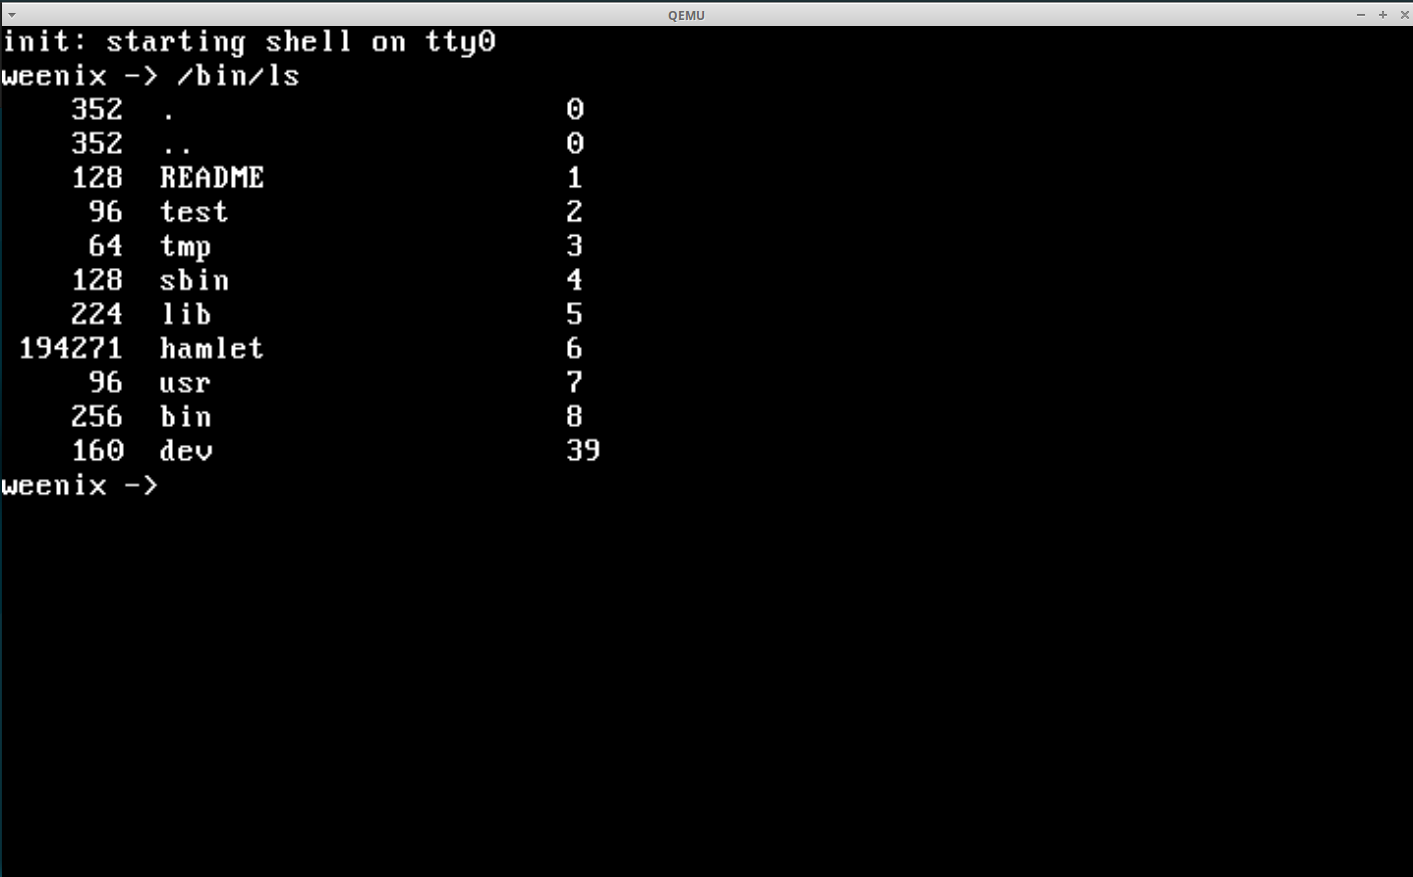 QEMU
init: starting shell on tty0
weenix -> /bin/ls
352 . 0
352 .. 0
128 README 1
96 test 2
64 tmp 3
128 sbin 4
224 lib 5
194271 hamlet 6
96 usr 7
256 bin 8
160 dev 39
weenix ->